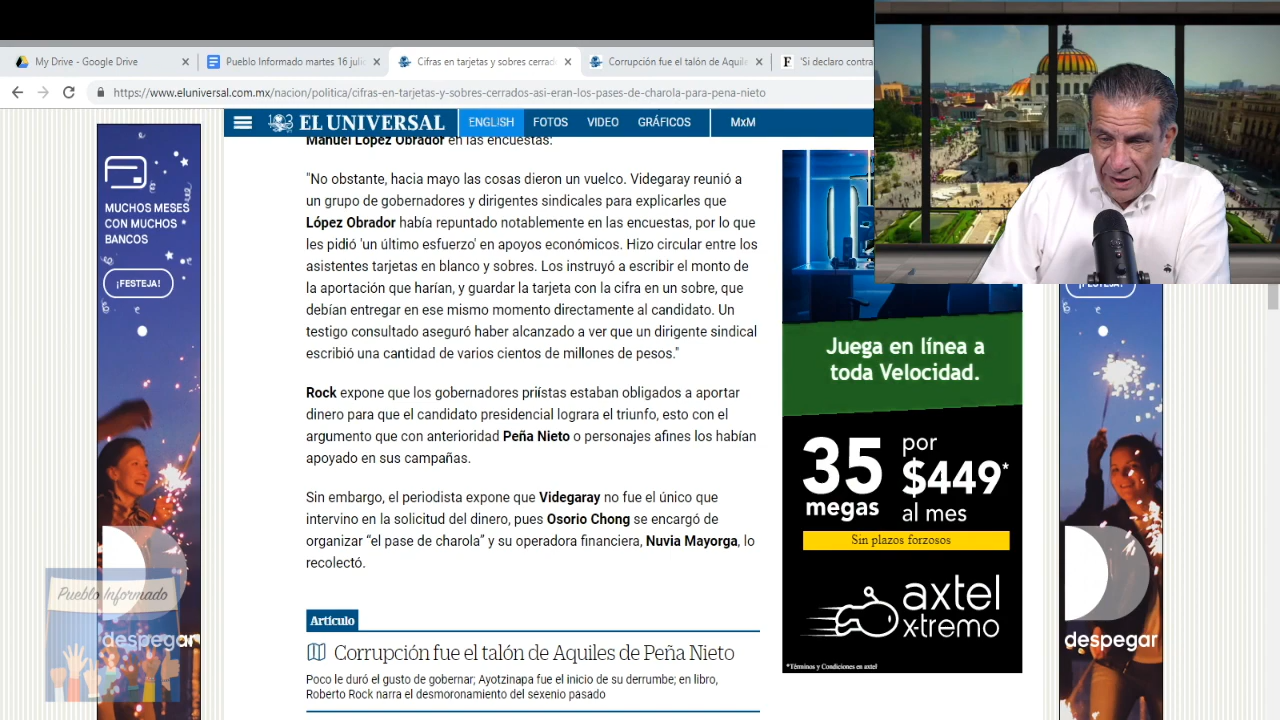 My Drive - Google Drive
Pueblo Informado martes 16 juli
Cifras en tarjetas y sobres cerrad
Corrupción fue el talón de Aquile
'Si declaro contra
https://www.eluniversal.com.mx/nacion/politica/cifras-en-tarjetas-y-sobres-cerrados-asi-eran-los-pases-de-charola-para-pena-nieto
EL UNIVERSAL
ENGLISH
FOTOS
VIDEO
GRÁFICOS
MxM
Manuel López Obrador en las encuestas.
"No obstante, hacia mayo las cosas dieron un vuelco. Videgaray reunió a
un grupo de gobernadores y dirigentes sindicales para explicarles que
López Obrador había repuntado notablemente en las encuestas, por lo que
les pidió 'un último esfuerzo' en apoyos económicos. Hizo circular entre los
asistentes tarjetas en blanco y sobres. Los instruyó a escribir el monto de
la aportación que harían, y guardar la tarjeta con la cifra en un sobre, que
debían entregar en ese mismo momento directamente al candidato. Un
testigo consultado aseguró haber alcanzado a ver que un dirigente sindical
escribió una cantidad de varios cientos de millones de pesos."
Rock expone que los gobernadores priístas estaban obligados a aportar
dinero para que el candidato presidencial lograra el triunfo, esto con el
argumento que con anterioridad Peña Nieto o personajes afines los habían
apoyado en sus campañas.
Sin embargo, el periodista expone que Videgaray no fue el único que
intervino en la solicitud del dinero, pues Osorio Chong se encargó de
organizar "el pase de charola" y su operadora financiera, Nuvia Mayorga, lo
recolectó.
Artículo
Corrupción fue el talón de Aquiles de Peña Nieto
Poco le duró el gusto de gobernar; Ayotzinapa fue el inicio de su derrumbe; en libro,
Roberto Rock narra el desmoronamiento del sexenio pasado
MUCHOS MESES
CON MUCHOS
BANCOS *
¡FESTEJA!
Pueblo Informado
despegar
Juega en línea a
toda Velocidad.
35
megas
por
$449*
al mes
Sin plazos forzosos
axtel
x-tremo
*Términos y Condiciones en axtel
¡FESTEJA!
despegar